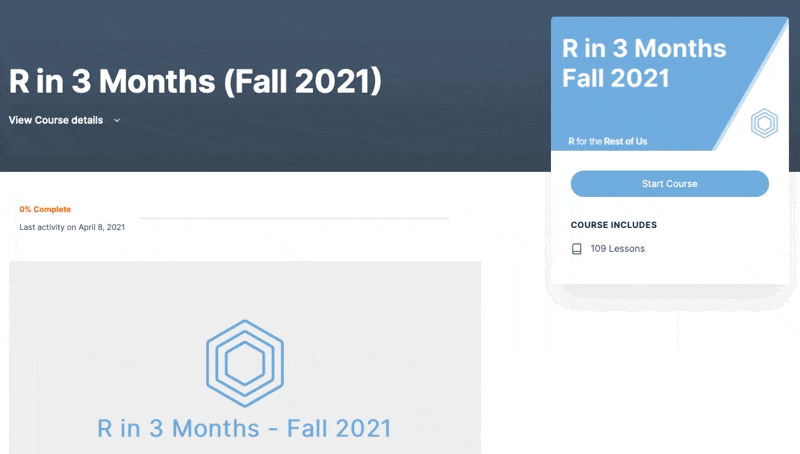 R in 3 Months (Fall 2021)
View Course details
0% Complete
Last activity on April 8, 2021
R in 3 Months - Fall 2021
R in 3 Months
Fall 2021
R for the Rest of Us
Start Course
COURSE INCLUDES
109 Lessons